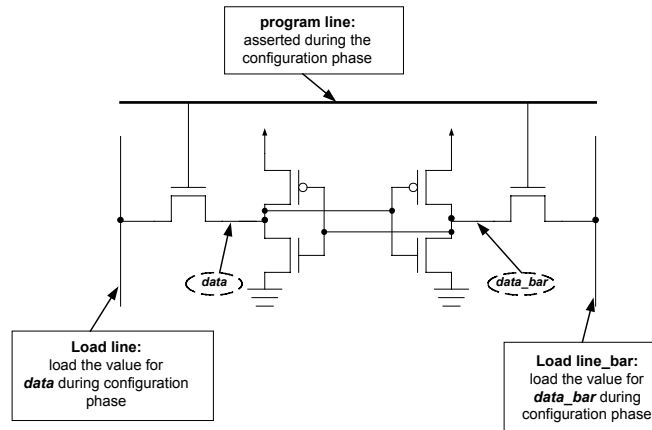 program line:
asserted during the
configuration phase
data
data_bar
Load line:
load the value for
data during configuration
phase
Load line_bar:
load the value for
data_bar during
configuration phase